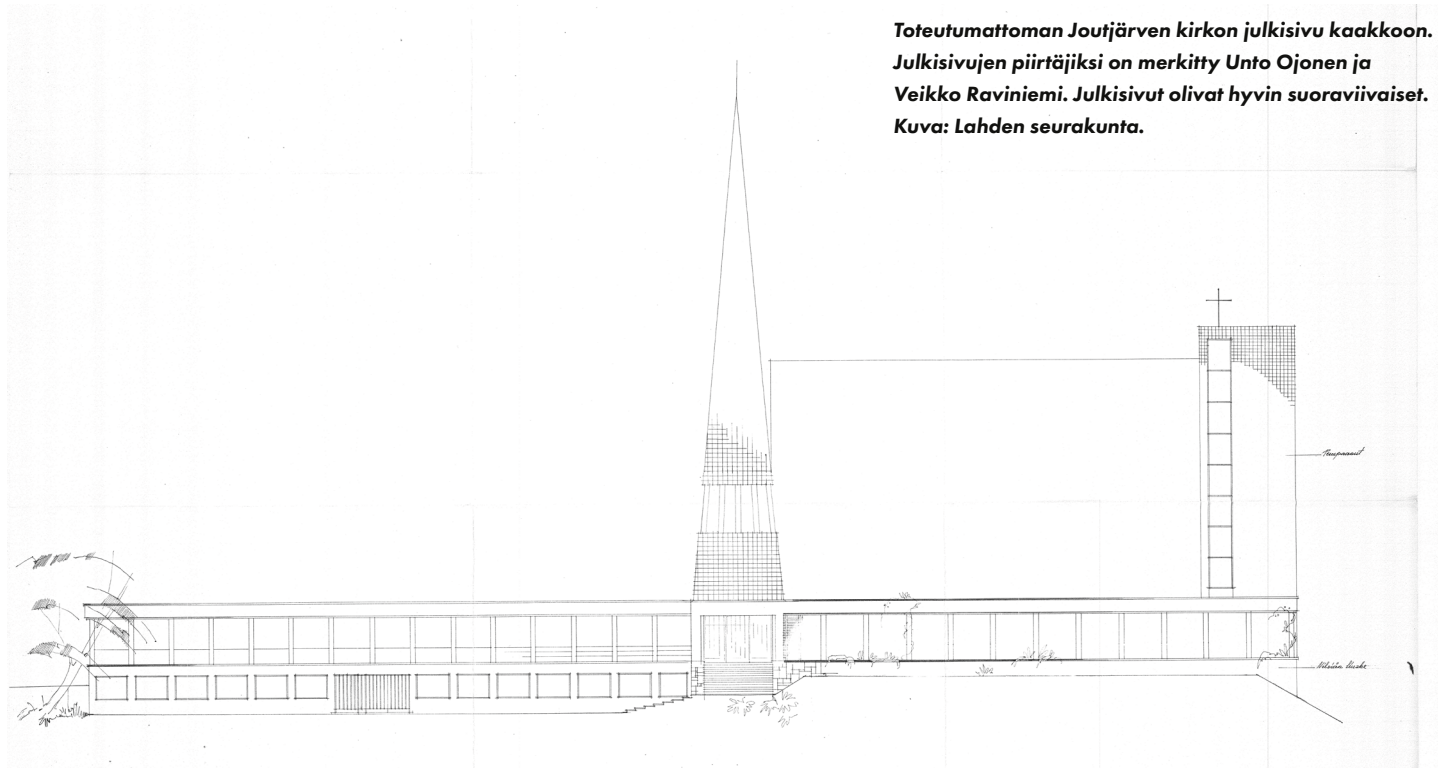 Toteutumattoman Joutjärven kirkon julkisivu kaakkoon.
Julkisivujen piirtäjiksi on merkitty Unto Ojonen ja
Veikko Raviniemi. Julkisivut olivat hyvin suoraviivaiset.
Kuva: Lahden seurakunta.